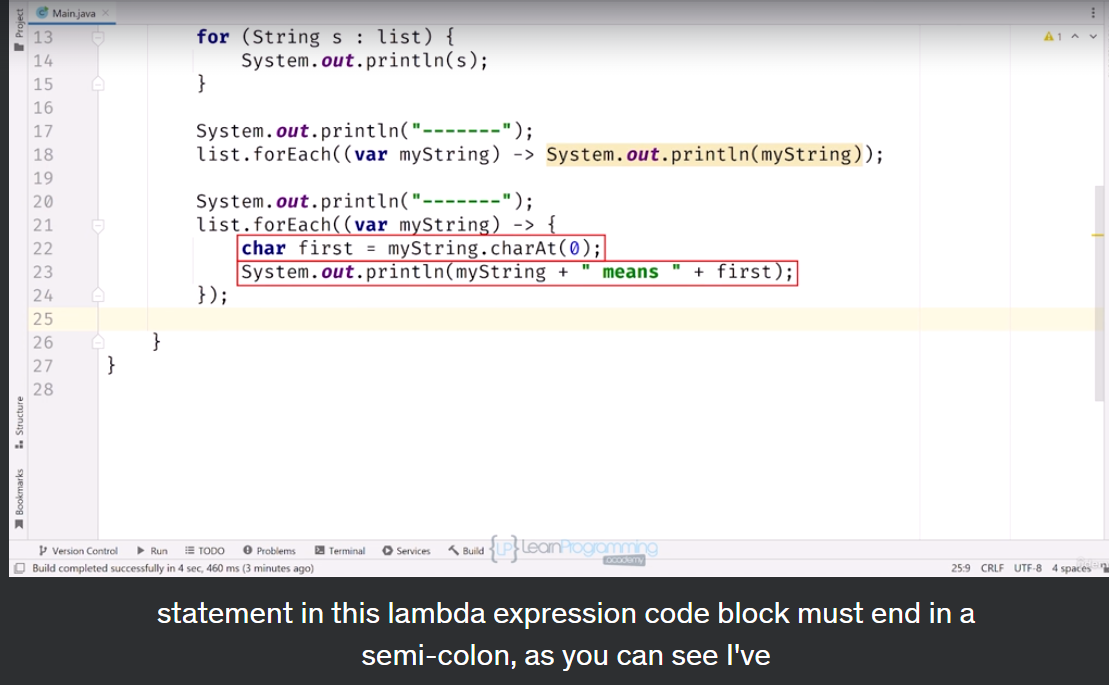 Project
Main.java
13 for (String s : list) {
1
14 System.out.println(s);
15 }
16
17 System.out.println("-------");
18 list.forEach((var myString) -> System.out.println(myString));
19
20 System.out.println("-------");
21 list.forEach((var myString) -> {
22 char first = myString.charAt(0);
23 System.out.println(myString + " means " + first);
24 });
25
26 }
27 }
28
Structure
Bookmarks
Version Control Run TODO Problems Terminal Services Build
{LP} LearnProgramming
academy
Build completed successfully in 4 sec, 460 ms (3 minutes ago) 25:9 CRLF UTF-8 4 spaces
statement in this lambda expression code block must end in a
semi-colon, as you can see I've